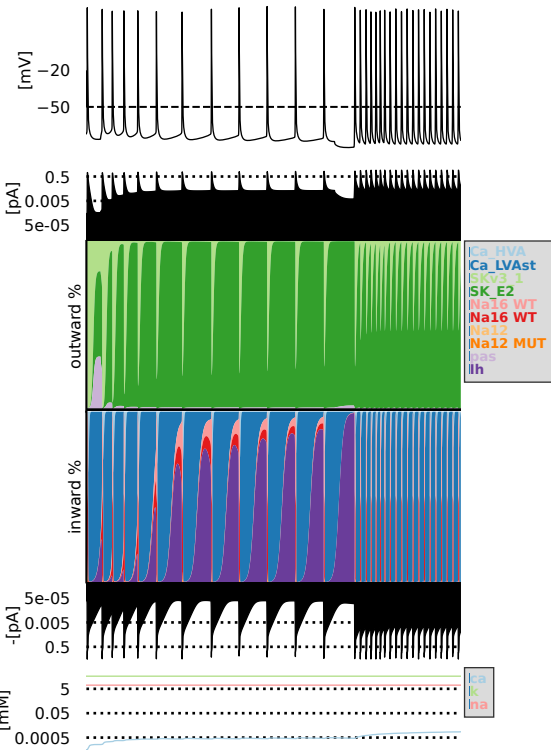 [mV]
−20
−50
[pA]
0.5
0.005
5e-05
outward %
Ca_HVA
Ca_LVAst
SKv3_1
SK_E2
Na16 WT
Na16 WT
Na12
Na12 MUT
pas
Ih
inward %
-[pA]
5e-05
0.005
0.5
[mM]
5
0.05
0.0005
ca
k
na